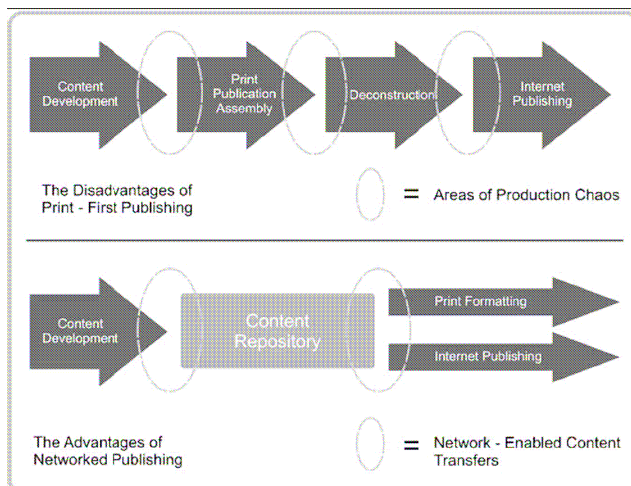 Content
Development
Print
Publication
Assembly
Deconstruction
Internet
Publishing
The Disadvantages of
Print - First Publishing
= Areas of Production Chaos
Content
Development
Content
Repository
Print Formatting
Internet Publishing
The Advantages of
Networked Publishing
= Network - Enabled Content
Transfers